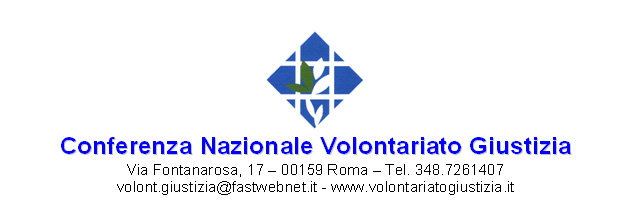 Conferenza Nazionale Volontariato Giustizia
Via Fontanarosa, 17 – 00159 Roma – Tel. 348.7261407
volont.giustizia@fastwebnet.it - www.volontariatogiustizia.it